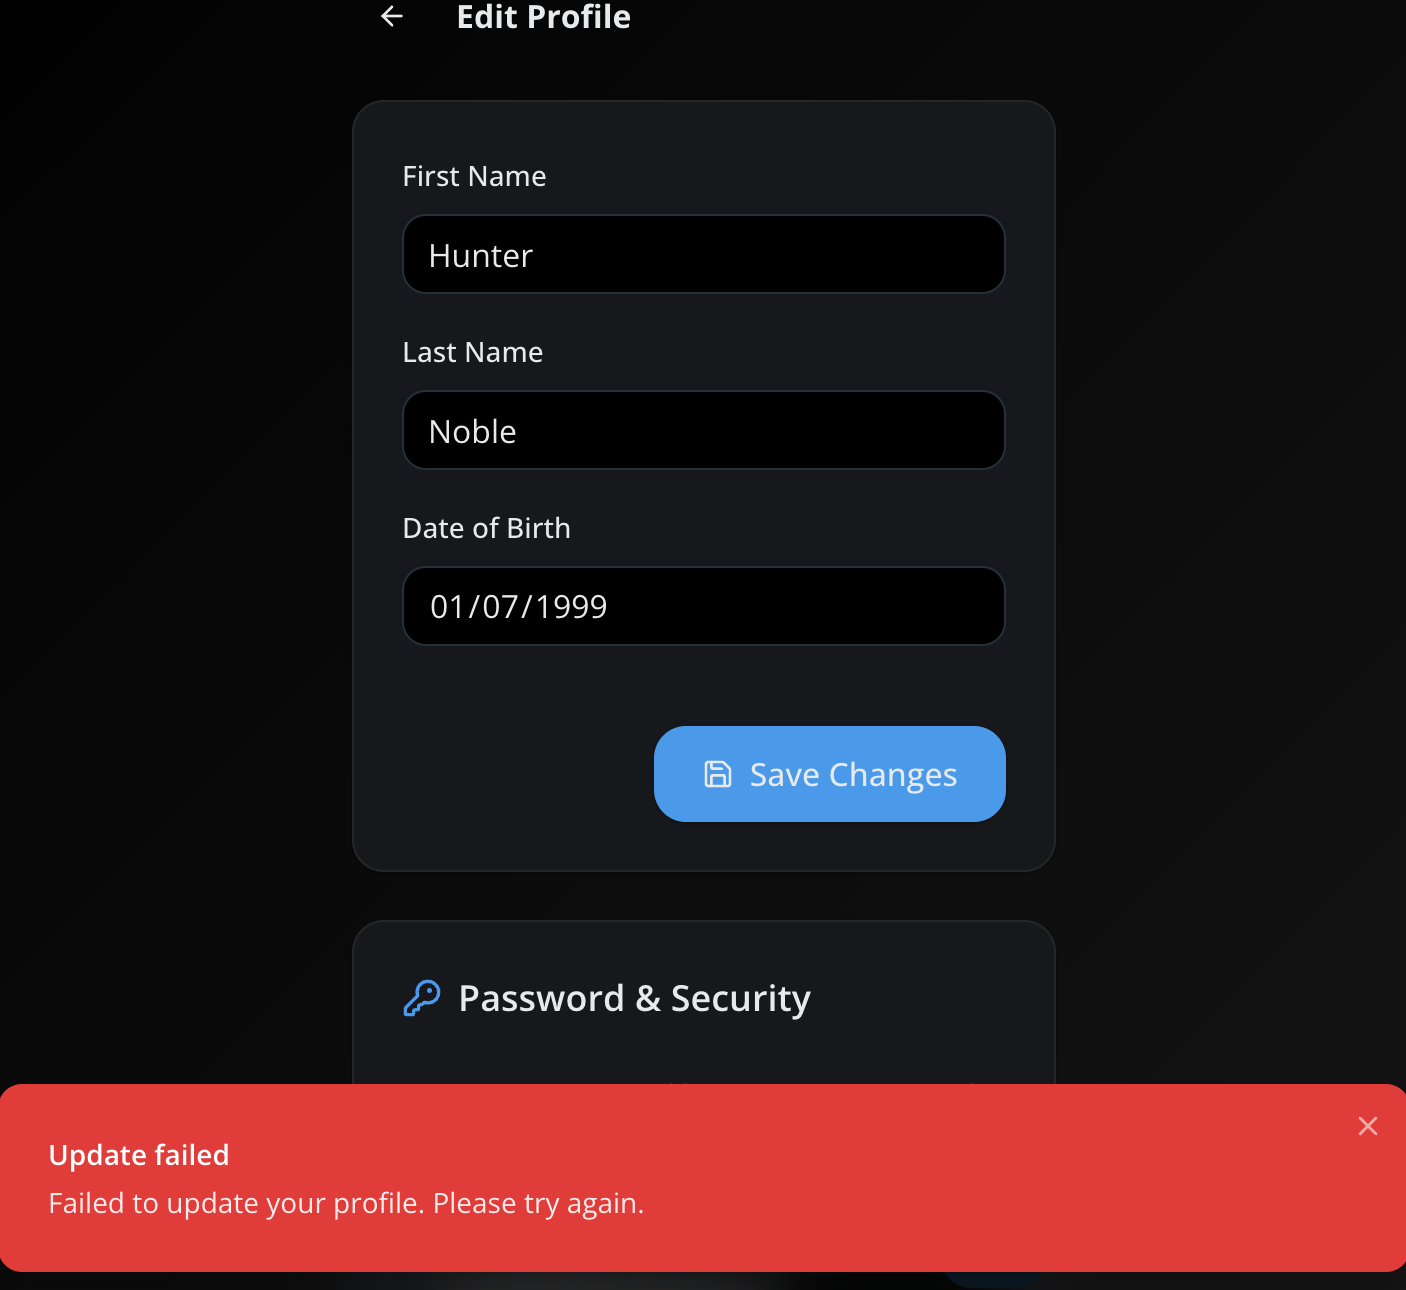 Edit Profile
First Name
Hunter
Last Name
Noble
Date of Birth
01/07/1999
Save Changes
Password & Security
Update failed
Failed to update your profile. Please try again.